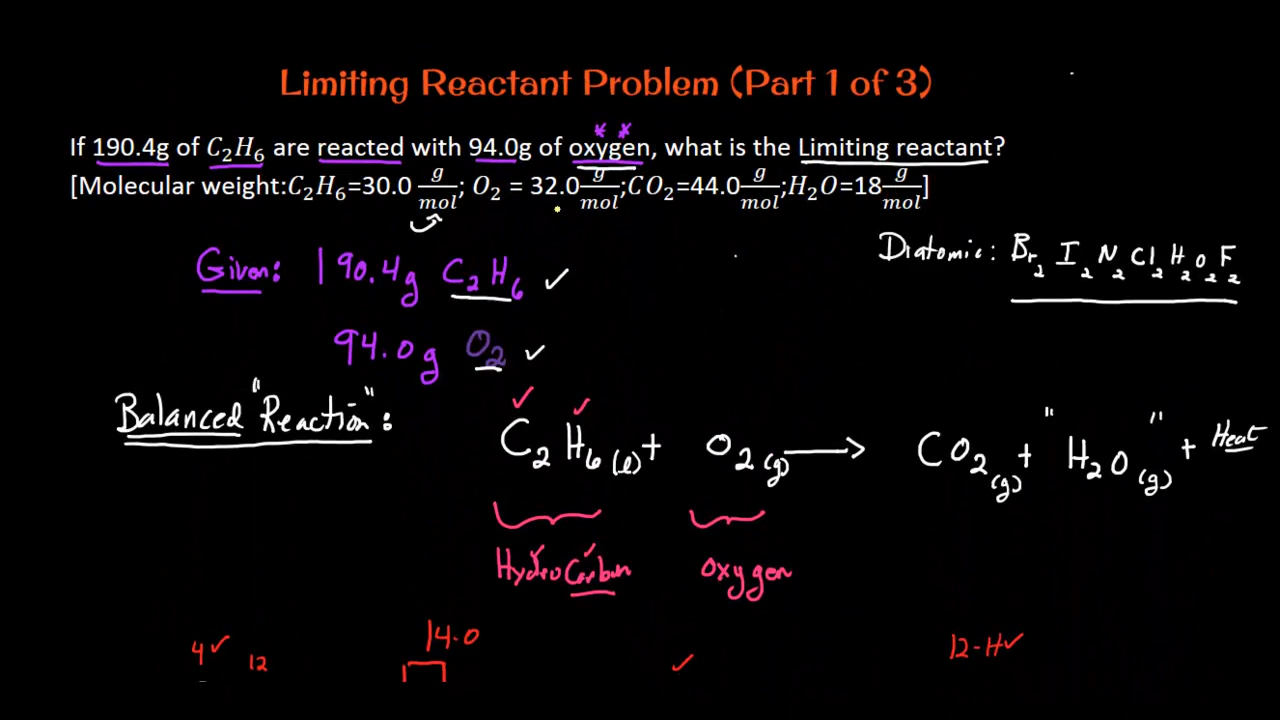 Limiting Reactant Problem (Part 1 of 3)
If 190.4g of C₂H₆ are reacted with 94.0g of oxygen, what is the Limiting reactant?
[Molecular weight:C₂H₆=30.0 g/mol; O₂ = 32.0 g/mol;CO₂=44.0 g/mol;H₂O=18 g/mol]
Diatomic: Br₂ I₂ N₂ Cl₂ H₂ O₂ F₂
Given: 190.4g C₂H₆ ✓
94.0g O₂ ✓
Balanced "Reaction": C₂H₆(l) + O₂(g) → CO₂(g) + "H₂O"(g) + Heat
HydroCarbon Oxygen
4✓ 12 14-O ✓ 12-H✓